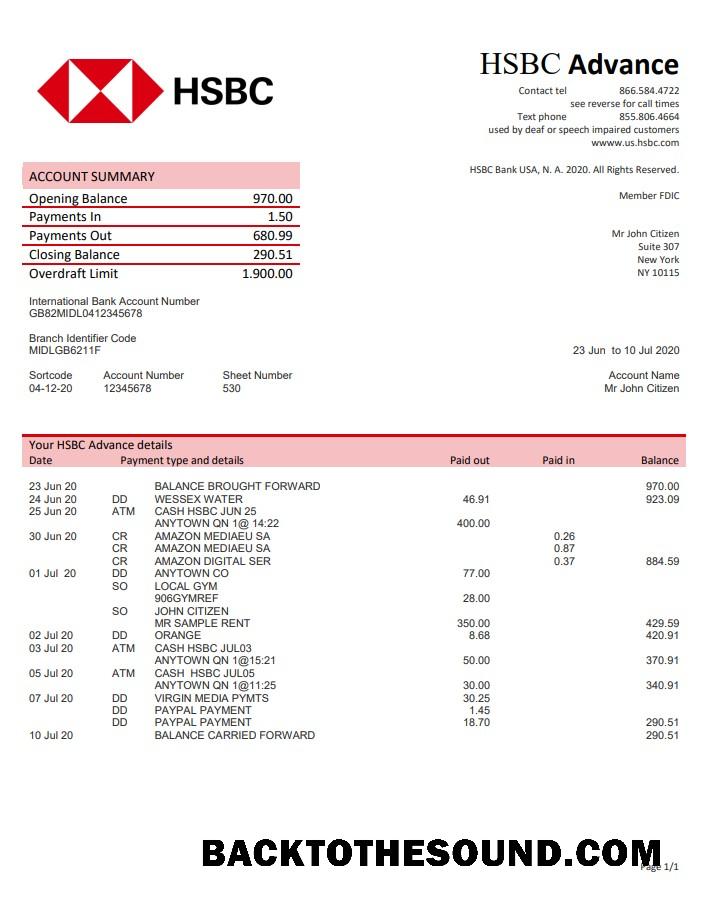 HSBC
HSBC Advance
Contact tel 866.584.4722
see reverse for call times
Text phone 855.806.4664
used by deaf or speech impaired customers
wwww.us.hsbc.com
HSBC Bank USA, N. A. 2020. All Rights Reserved.
Member FDIC
ACCOUNT SUMMARY
Opening Balance 970.00
Payments In 1.50
Payments Out 680.99
Closing Balance 290.51
Overdraft Limit 1.900.00
Mr John Citizen
Suite 307
New York
NY 10115
International Bank Account Number
GB82MIDL0412345678
Branch Identifier Code
MIDLGB6211F
23 Jun to 10 Jul 2020
Sortcode Account Number Sheet Number
04-12-20 12345678 530
Account Name
Mr John Citizen
Your HSBC Advance details
Date Payment type and details Paid out Paid in Balance
23 Jun 20 BALANCE BROUGHT FORWARD 970.00
24 Jun 20 DD WESSEX WATER 46.91 923.09
25 Jun 20 ATM CASH HSBC JUN 25
ANYTOWN QN 1@ 14:22 400.00
30 Jun 20 CR AMAZON MEDIAEU SA 0.26
CR AMAZON MEDIAEU SA 0.87
CR AMAZON DIGITAL SER 0.37 884.59
01 Jul 20 DD ANYTOWN CO 77.00
SO LOCAL GYM
906GYMREF 28.00
SO JOHN CITIZEN
MR SAMPLE RENT 350.00 429.59
02 Jul 20 DD ORANGE 8.68 420.91
03 Jul 20 ATM CASH HSBC JUL03
ANYTOWN QN 1@15:21 50.00 370.91
05 Jul 20 ATM CASH HSBC JUL05
ANYTOWN QN 1@11:25 30.00 340.91
07 Jul 20 DD VIRGIN MEDIA PYMTS 30.25
DD PAYPAL PAYMENT 1.45
DD PAYPAL PAYMENT 18.70 290.51
10 Jul 20 BALANCE CARRIED FORWARD 290.51
BACKTOTHESOUND.COM
Page 1/1